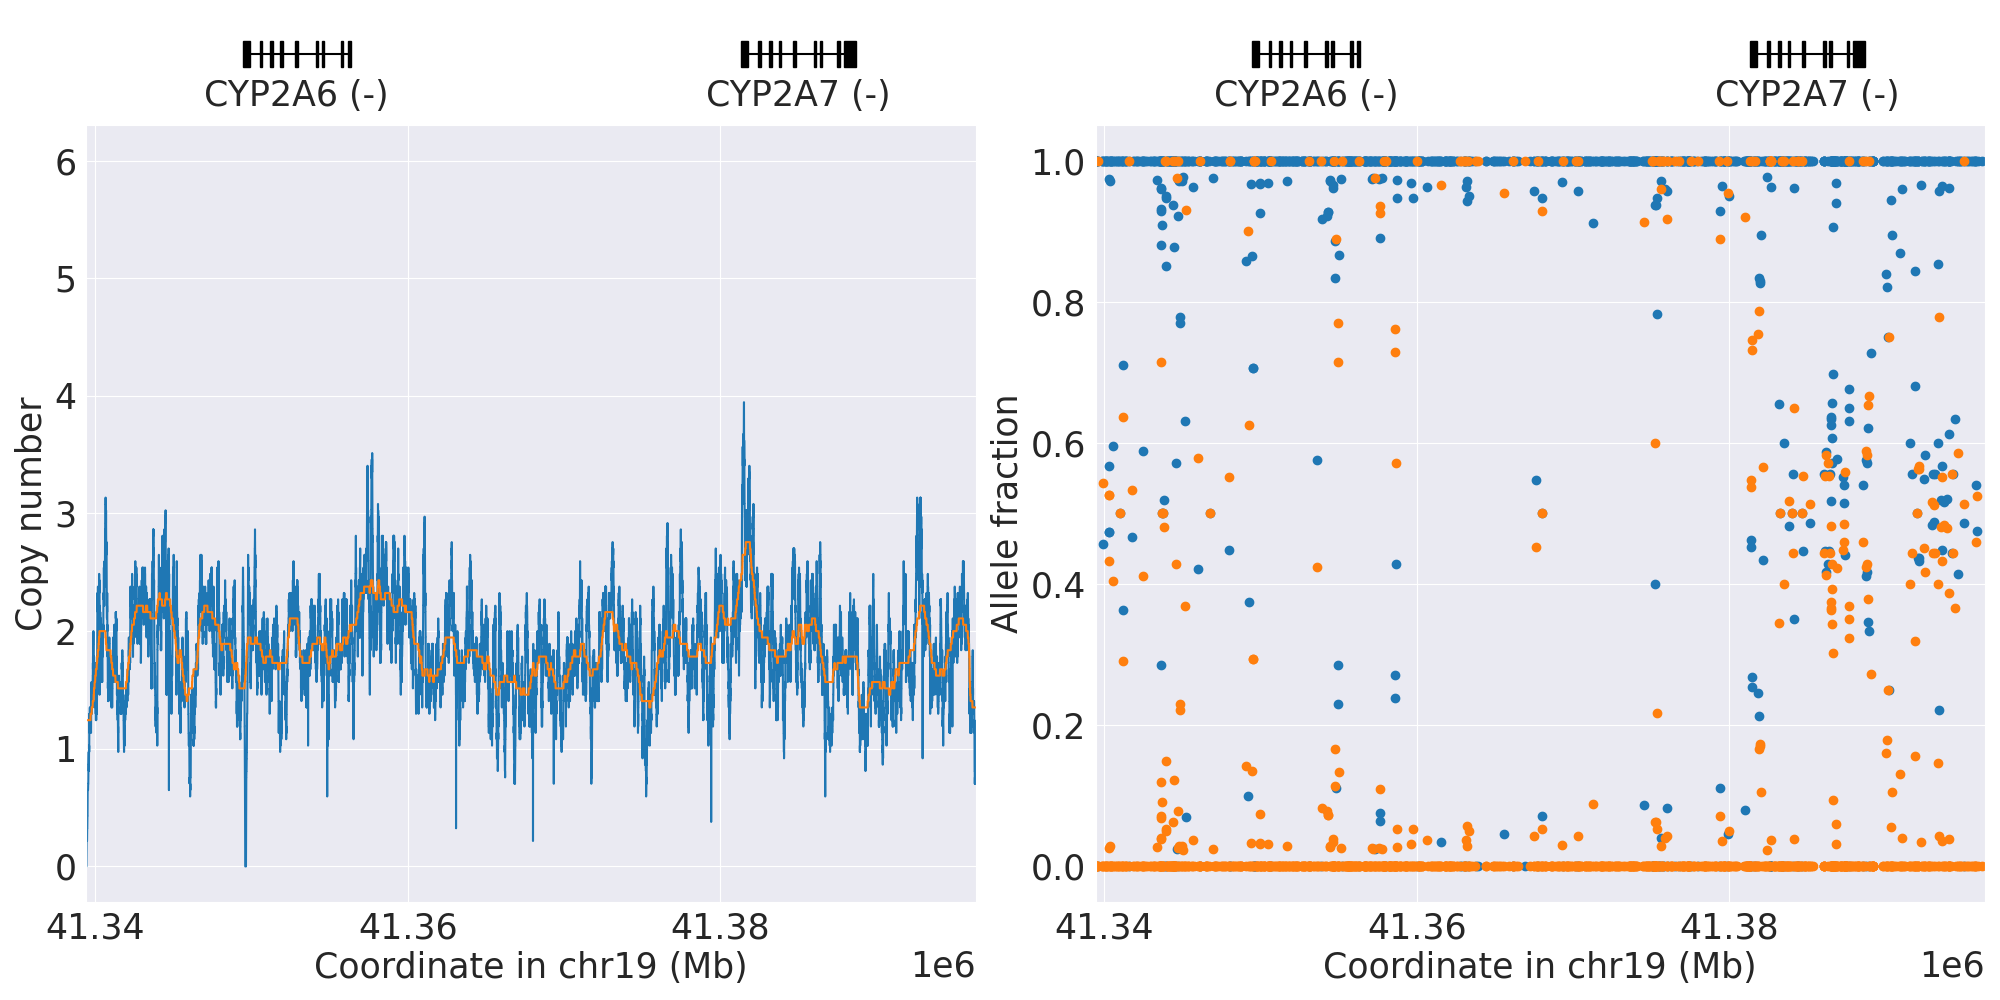 CYP2A6 (-)
CYP2A7 (-)
CYP2A6 (-)
CYP2A7 (-)
6
5
4
3
2
1
0
Copy number
41.34
41.36
41.38
Coordinate in chr19 (Mb)
1e6
1.0
0.8
0.6
0.4
0.2
0.0
Allele fraction
41.34
41.36
41.38
Coordinate in chr19 (Mb)
1e6